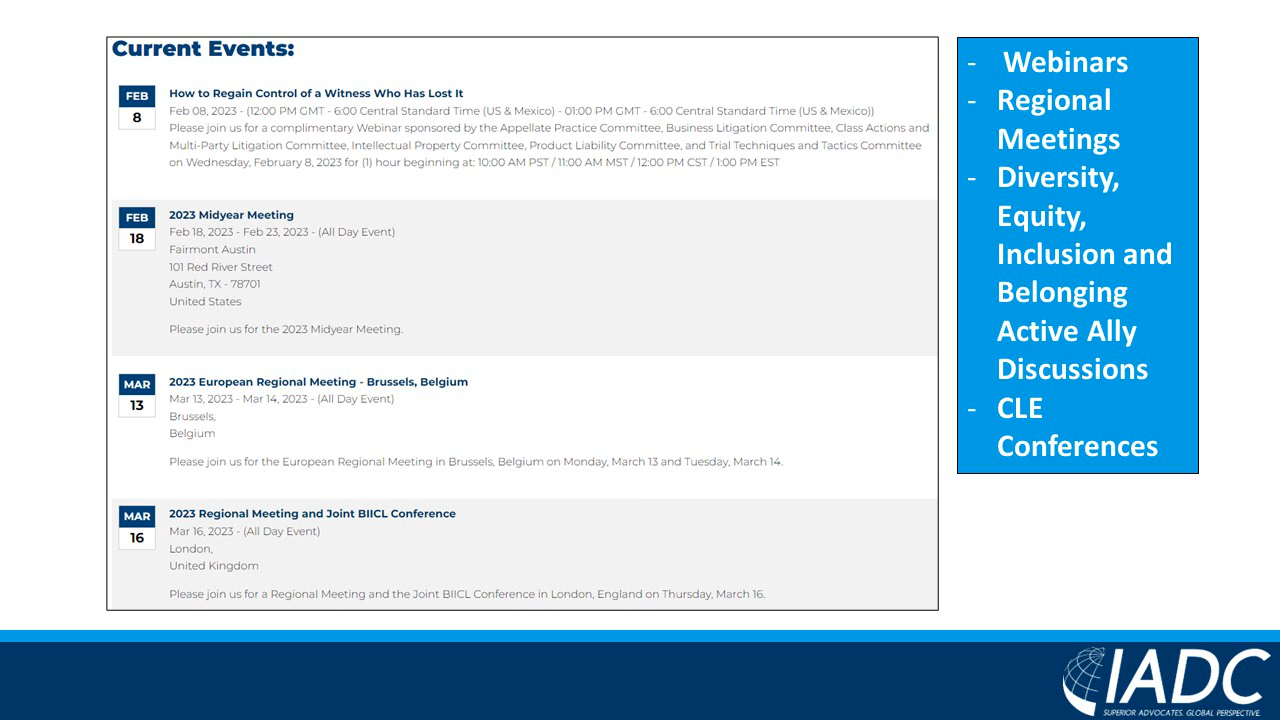 Current Events:
FEB
8
How to Regain Control of a Witness Who Has Lost It
Feb 08, 2023 - (12:00 PM GMT - 6:00 Central Standard Time (US & Mexico) - 01:00 PM GMT - 6:00 Central Standard Time (US & Mexico))
Please join us for a complimentary Webinar sponsored by the Appellate Practice Committee, Business Litigation Committee, Class Actions and
Multi-Party Litigation Committee, Intellectual Property Committee, Product Liability Committee, and Trial Techniques and Tactics Committee
on Wednesday, February 8, 2023 for (1) hour beginning at: 10:00 AM PST / 11:00 AM MST / 12:00 PM CST / 1:00 PM EST
FEB
18
2023 Midyear Meeting
Feb 18, 2023 - Feb 23, 2023 - (All Day Event)
Fairmont Austin
101 Red River Street
Austin, TX - 78701
United States
Please join us for the 2023 Midyear Meeting.
MAR
13
2023 European Regional Meeting - Brussels, Belgium
Mar 13, 2023 - Mar 14, 2023 - (All Day Event)
Brussels,
Belgium
Please join us for the European Regional Meeting in Brussels, Belgium on Monday, March 13 and Tuesday, March 14.
MAR
16
2023 Regional Meeting and Joint BIICL Conference
Mar 16, 2023 - (All Day Event)
London,
United Kingdom
Please join us for a Regional Meeting and the Joint BIICL Conference in London, England on Thursday, March 16.
- Webinars
- Regional
Meetings
- Diversity,
Equity,
Inclusion and
Belonging
Active Ally
Discussions
- CLE
Conferences
IADC
SUPERIOR ADVOCATES. GLOBAL PERSPECTIVE.